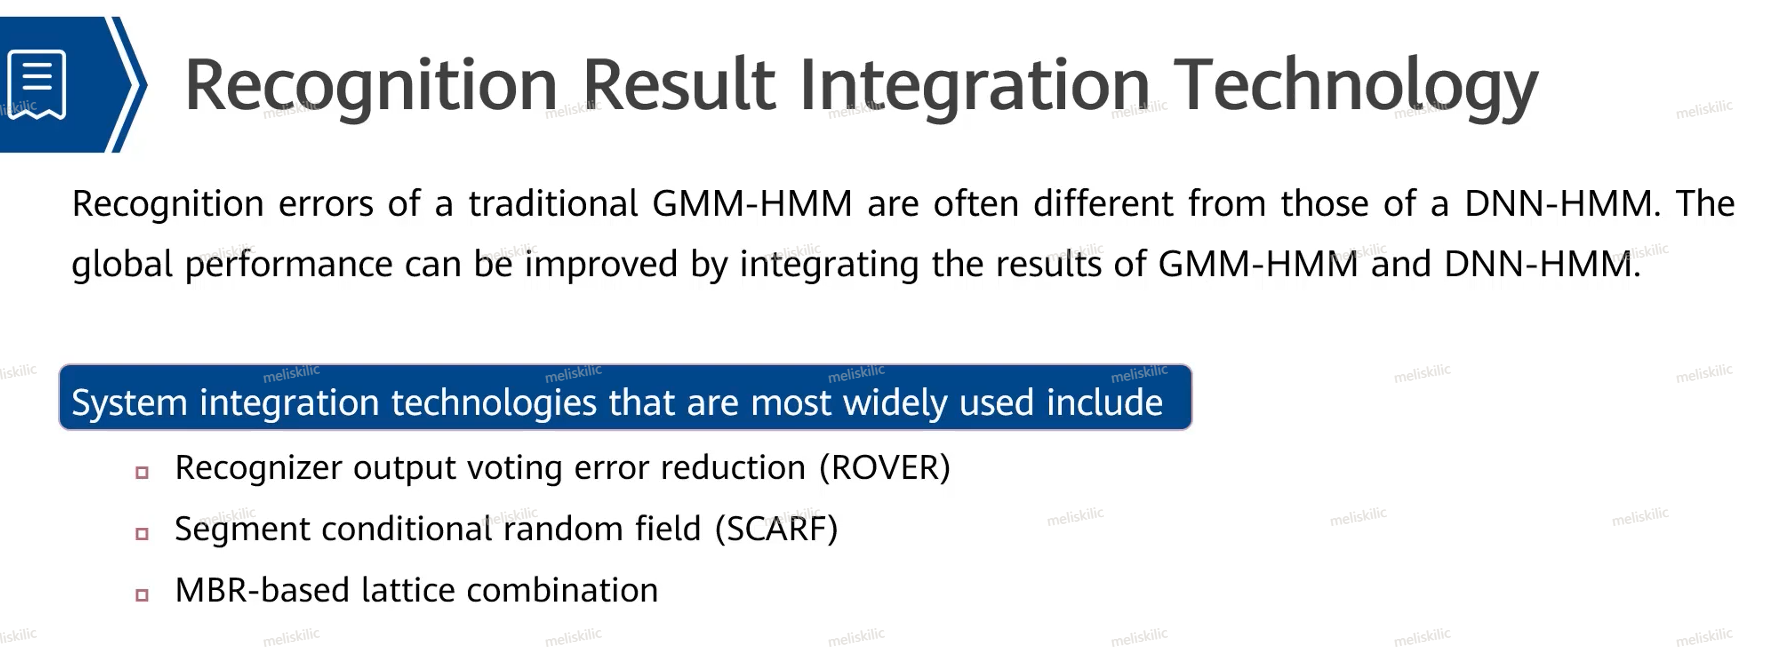 Recognition Result Integration Technology
Recognition errors of a traditional GMM-HMM are often different from those of a DNN-HMM. The
global performance can be improved by integrating the results of GMM-HMM and DNN-HMM.
System integration technologies that are most widely used include
Recognizer output voting error reduction (ROVER)
Segment conditional random field (SCARF)
MBR-based lattice combination
meliskilic